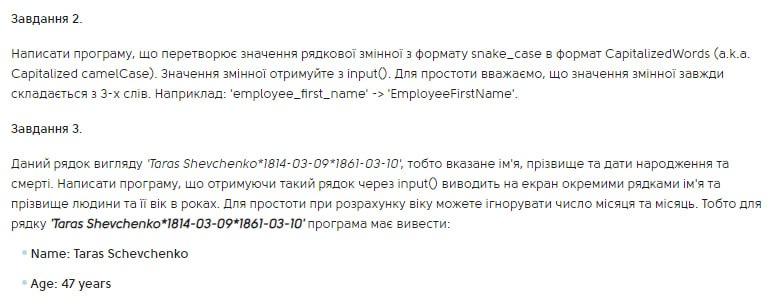 Завдання 2.
Написати програму, що перетворює значення рядкової змінної з формату snake_case в формат CapitalizedWords (a.k.a.
Capitalized camelCase). Значення змінної отримуйте з input(). Для простоти вважаємо, що значення змінної завжди
складається з 3-х слів. Наприклад: 'employee_first_name' -> 'EmployeeFirstName'.
Завдання 3.
Даний рядок вигляду 'Taras Shevchenko*1814-03-09*1861-03-10', тобто вказане ім'я, прізвище та дати народження та
смерті. Написати програму, що отримуючи такий рядок через input() виводить на екран окремими рядками ім'я та
прізвище людини та її вік в роках. Для простоти при розрахунку віку можете ігнорувати число місяця та місяць. Тобто для
рядку 'Taras Shevchenko*1814-03-09*1861-03-10' програма має вивести:
Name: Taras Schevchenko
Age: 47 years